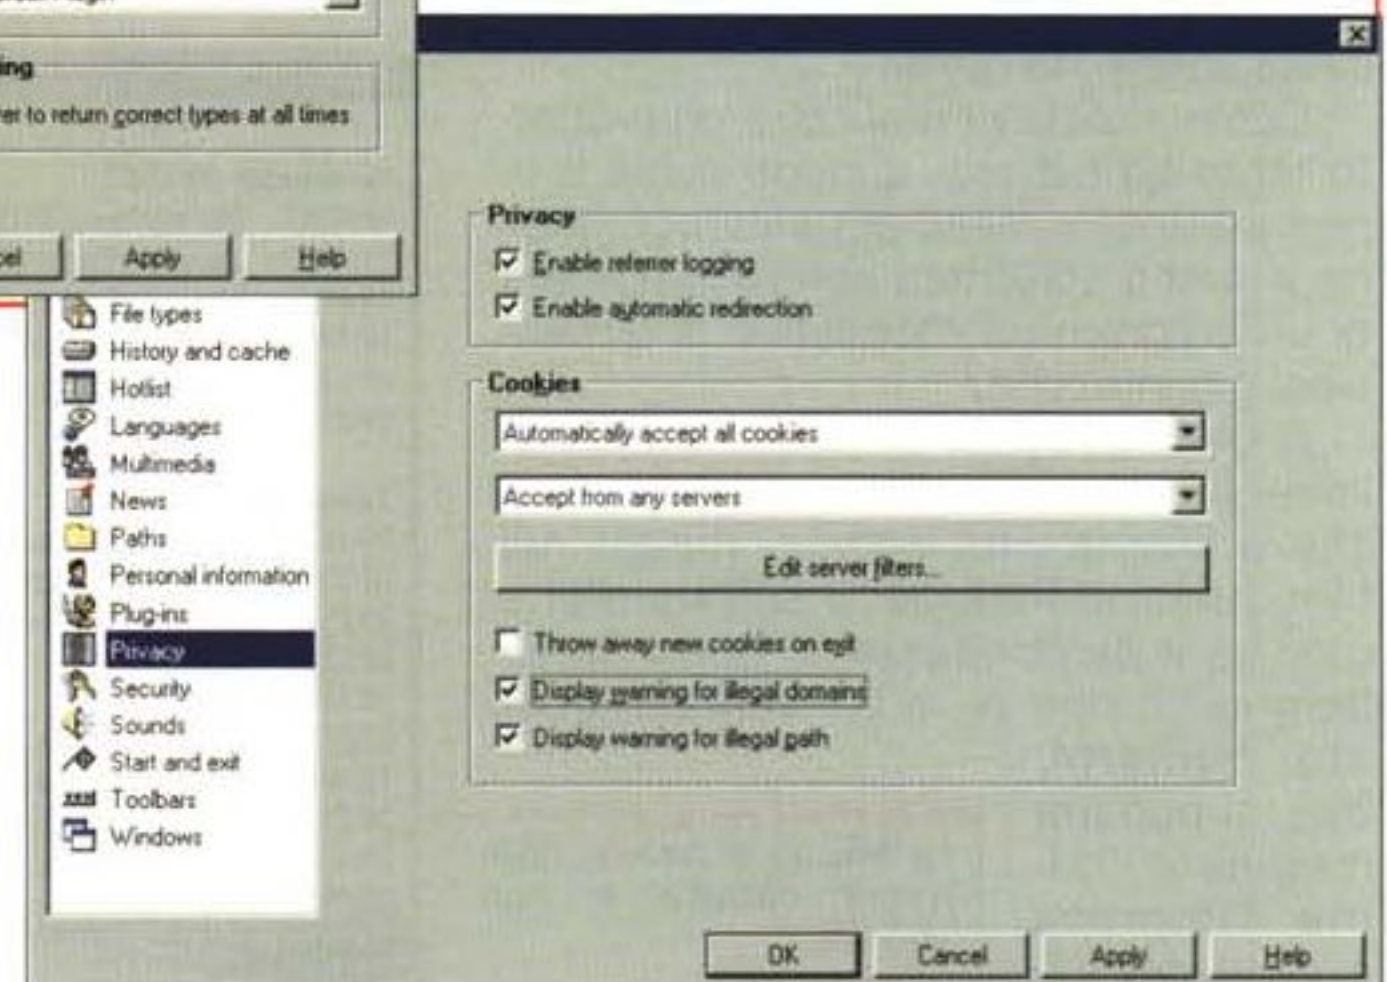 ing
er to return correct types at all times
Apply
Help
Privacy
Enable referrer logging
Enable automatic redirection
File types
History and cache
Hotlist
Languages
Multimedia
News
Paths
Personal information
Plug-ins
Privacy
Security
Sounds
Start and exit
Toolbars
Windows
Cookies
Automatically accept all cookies
Accept from any servers
Edit server filters...
Throw away new cookies on exit
Display warning for illegal domains
Display warning for illegal path
OK
Cancel
Apply
Help